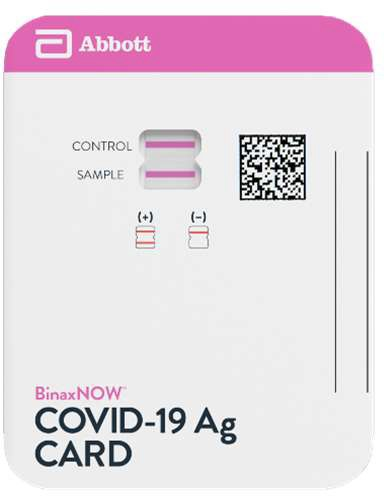 Abbott
CONTROL
SAMPLE
(+) (−)
BinaxNOW™
COVID-19 Ag
CARD